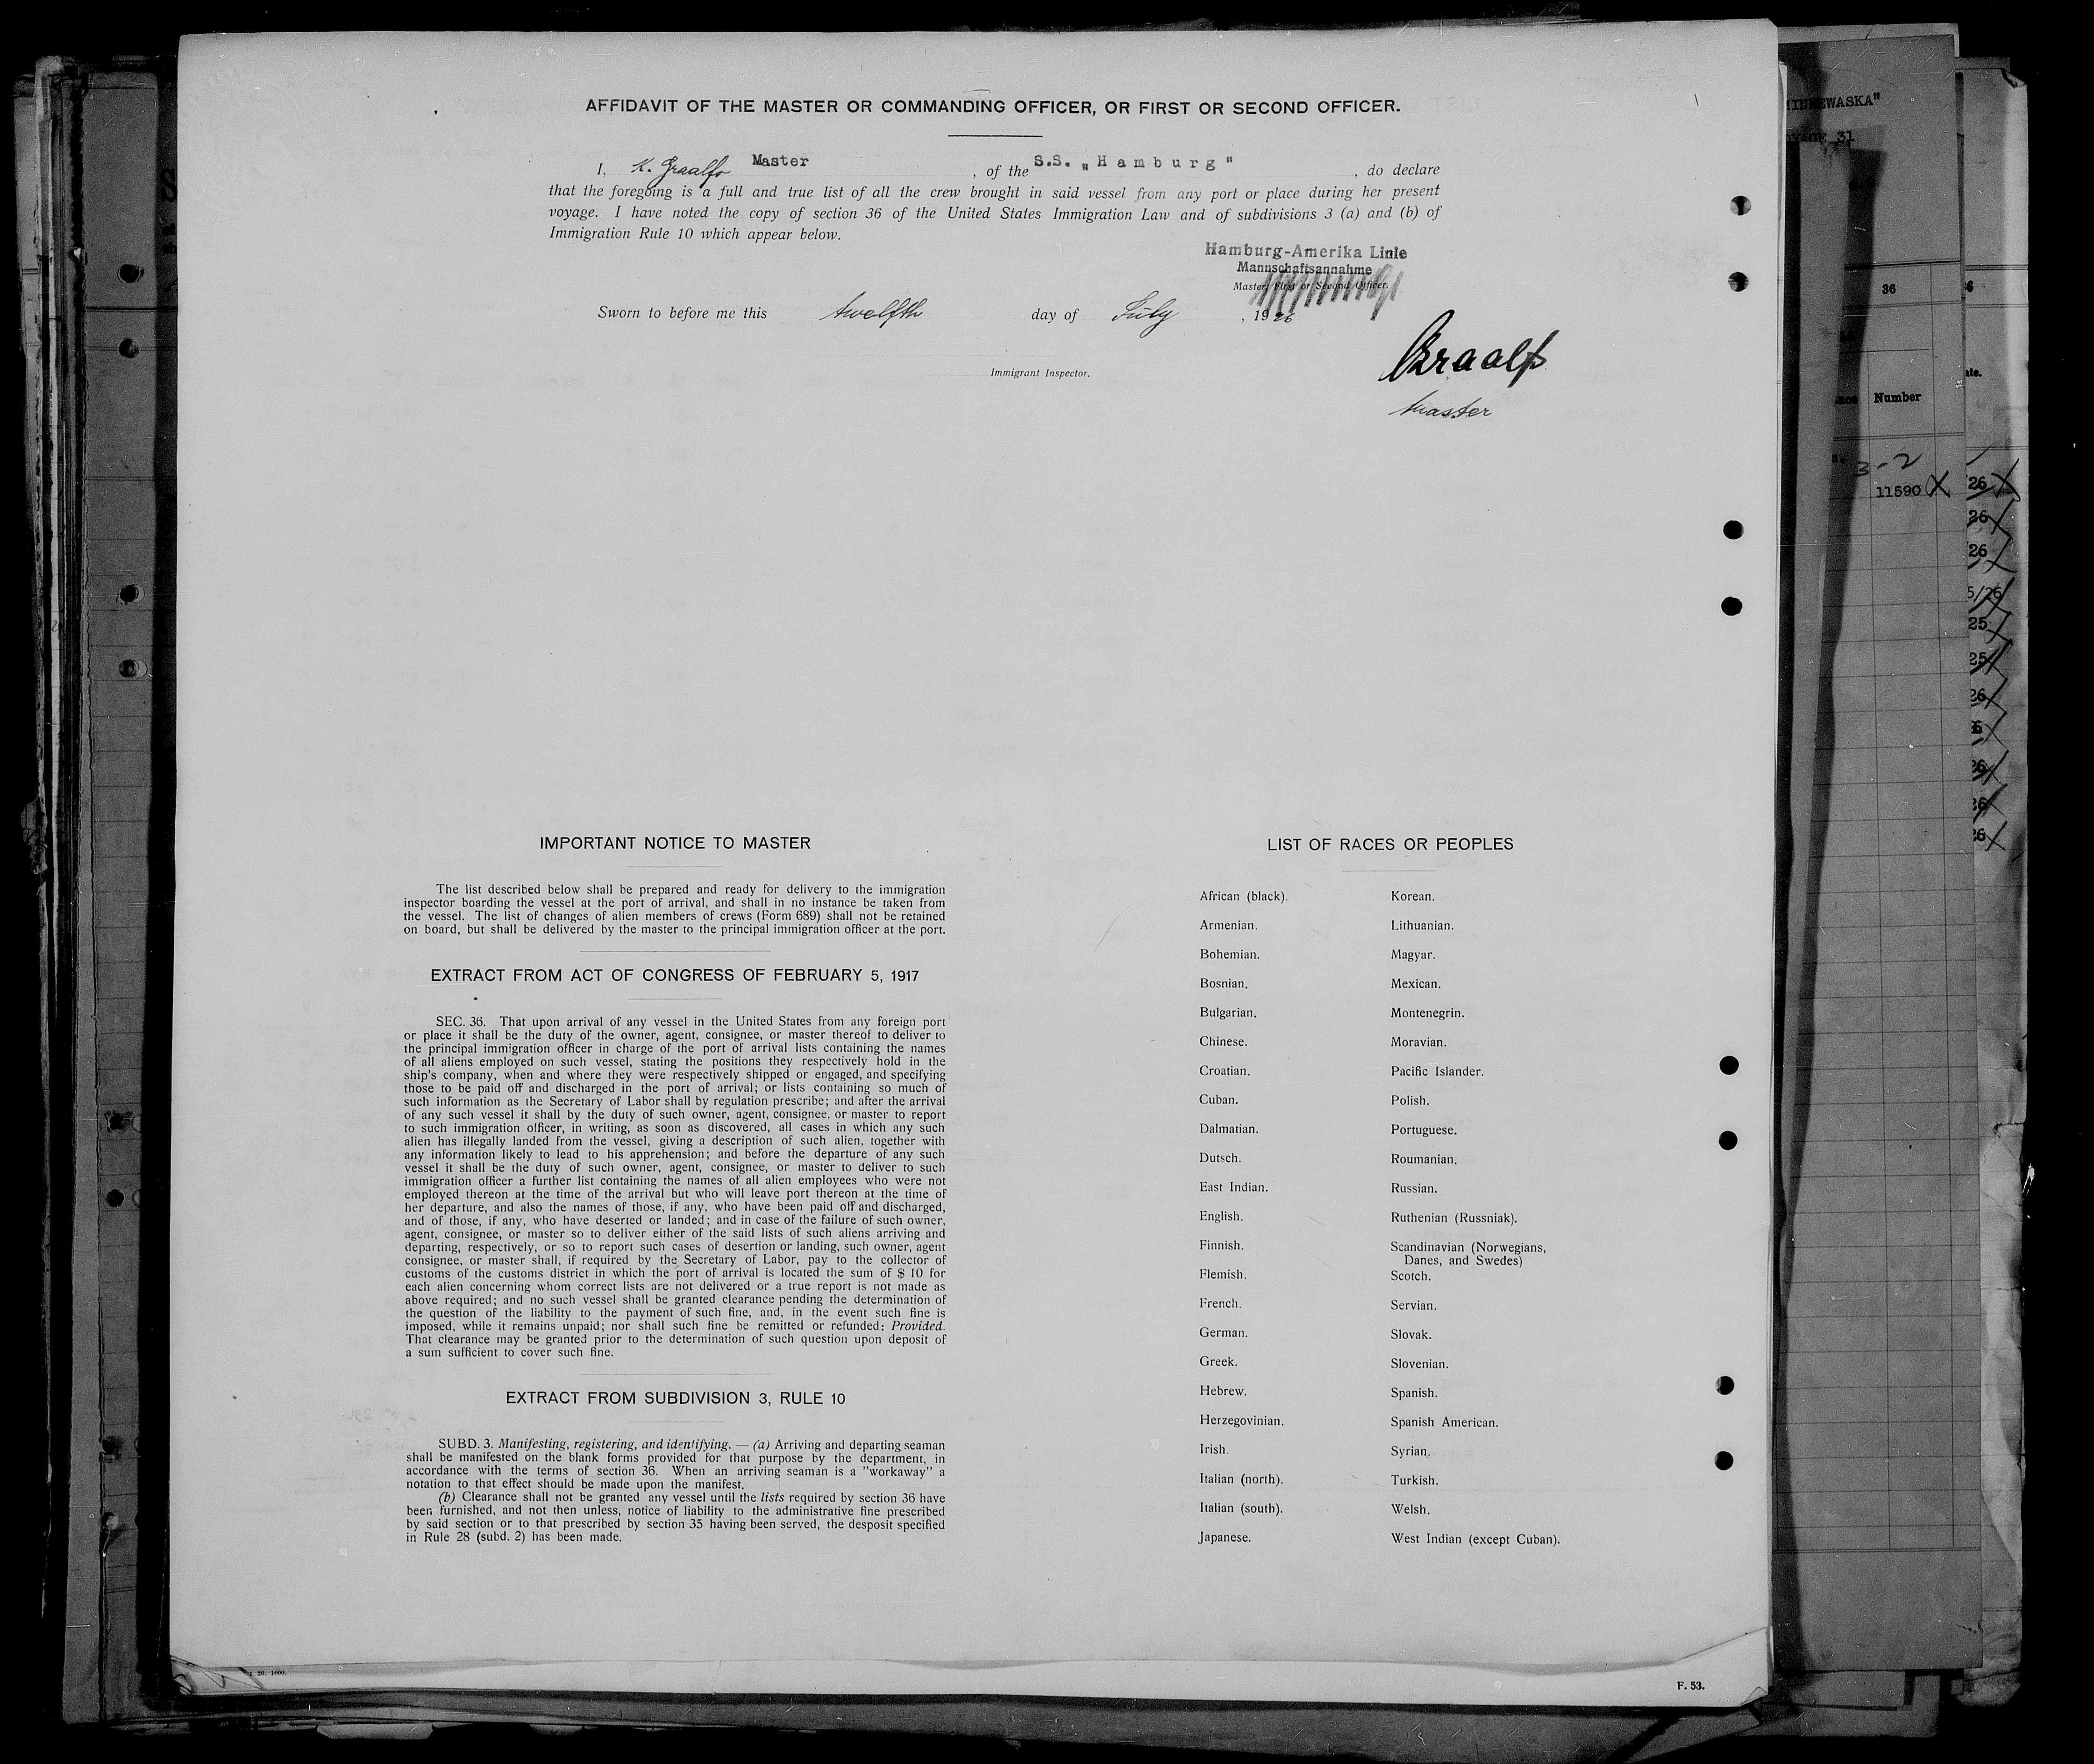 AFFIDAVIT OF THE MASTER OR COMMANDING OFFICER, OR FIRST OR SECOND OFFICER.
I, K. Graalfs Master, of the S.S. „Hamburg", do declare
that the foregoing is a full and true list of all the crew brought in said vessel from any port or place during her present
voyage. I have noted the copy of section 36 of the United States Immigration Law and of subdivisions 3 (a) and (b) of
Immigration Rule 10 which appear below.
Hamburg-Amerika Linie
Mannschaftsannahme
Master, First or Second Officer.
Sworn to before me this twelfth day of July, 1926
Graalfs
Master
Immigrant Inspector.
IMPORTANT NOTICE TO MASTER
The list described below shall be prepared and ready for delivery to the immigration
inspector boarding the vessel at the port of arrival, and shall in no instance be taken from
the vessel. The list of changes of alien members of crews (Form 689) shall not be retained
on board, but shall be delivered by the master to the principal immigration officer at the port.
EXTRACT FROM ACT OF CONGRESS OF FEBRUARY 5, 1917
SEC. 36. That upon arrival of any vessel in the United States from any foreign port
or place it shall be the duty of the owner, agent, consignee, or master thereof to deliver to
the principal immigration officer in charge of the port of arrival lists containing the names
of all aliens employed on such vessel, stating the positions they respectively hold in the
ship's company, when and where they were respectively shipped or engaged, and specifying
those to be paid off and discharged in the port of arrival; or lists containing so much of
such information as the Secretary of Labor shall by regulation prescribe; and after the arrival
of any such vessel it shall by the duty of such owner, agent, consignee, or master to report
to such immigration officer, in writing, as soon as discovered, all cases in which any such
alien has illegally landed from the vessel, giving a description of such alien, together with
any information likely to lead to his apprehension; and before the departure of any such
vessel it shall be the duty of such owner, agent, consignee, or master to deliver to such
immigration officer a further list containing the names of all alien employees who were not
employed thereon at the time of the arrival but who will leave port thereon at the time of
her departure, and also the names of those, if any, who have been paid off and discharged,
and of those, if any, who have deserted or landed; and in case of the failure of such owner,
agent, consignee, or master so to deliver either of the said lists of such aliens arriving and
departing, respectively, or so to report such cases of desertion or landing, such owner, agent
consignee, or master shall, if required by the Secretary of Labor, pay to the collector of
customs of the customs district in which the port of arrival is located the sum of $ 10 for
each alien concerning whom correct lists are not delivered or a true report is not made as
above required; and no such vessel shall be granted clearance pending the determination of
the question of the liability to the payment of such fine, and, in the event such fine is
imposed, while it remains unpaid; nor shall such fine be remitted or refunded: Provided.
That clearance may be granted prior to the determination of such question upon deposit of
a sum sufficient to cover such fine.
EXTRACT FROM SUBDIVISION 3, RULE 10
SUBD. 3. Manifesting, registering, and identifying. — (a) Arriving and departing seaman
shall be manifested on the blank forms provided for that purpose by the department, in
accordance with the terms of section 36. When an arriving seaman is a "workaway" a
notation to that effect should be made upon the manifest.
(b) Clearance shall not be granted any vessel until the lists required by section 36 have
been furnished, and not then unless, notice of liability to the administrative fine prescribed
by said section or to that prescribed by section 35 having been served, the desposit specified
in Rule 28 (subd. 2) has been made.
LIST OF RACES OR PEOPLES
African (black).
Armenian.
Bohemian.
Bosnian.
Bulgarian.
Chinese.
Croatian.
Cuban.
Dalmatian.
Dutsch.
East Indian.
English.
Finnish.
Flemish.
French.
German.
Greek.
Hebrew.
Herzegovinian.
Irish.
Italian (north).
Italian (south).
Japanese.
Korean.
Lithuanian.
Magyar.
Mexican.
Montenegrin.
Moravian.
Pacific Islander.
Polish.
Portuguese.
Roumanian.
Russian.
Ruthenian (Russniak).
Scandinavian (Norwegians,
Danes, and Swedes)
Scotch.
Servian.
Slovak.
Slovenian.
Spanish.
Spanish American.
Syrian.
Turkish.
Welsh.
West Indian (except Cuban).
F. 53.
36
Number
3-2
11590 X